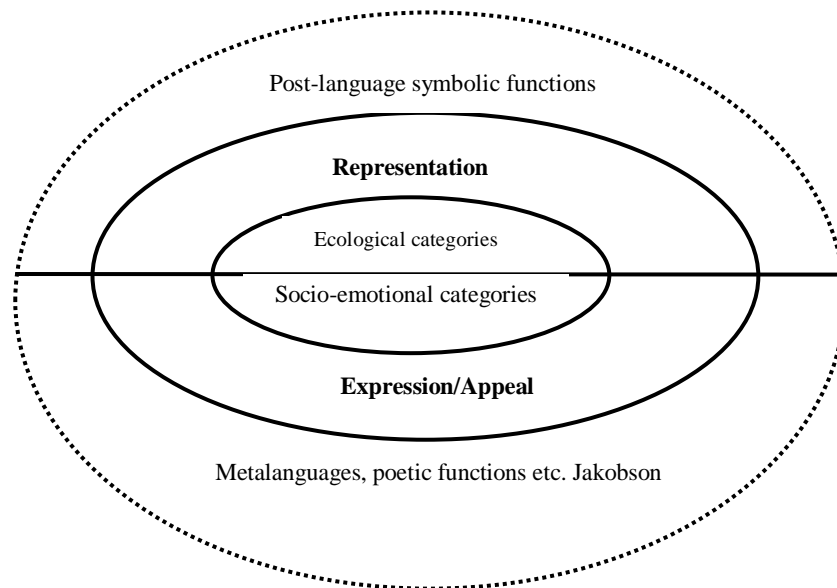 Post-language symbolic functions
Representation
Ecological categories
Socio-emotional categories
Expression/Appeal
Metalanguages, poetic functions etc. Jakobson